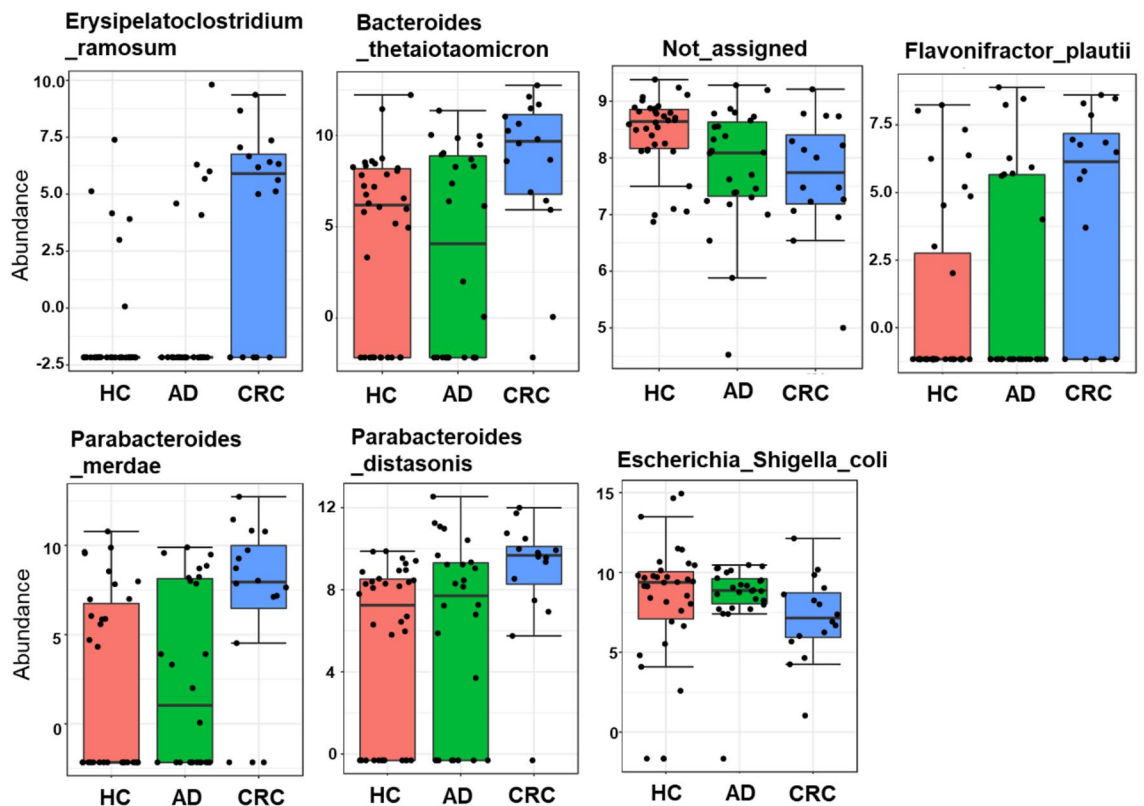 Erysipelatoclostridium
_ramosum
Bacteroides
_thetaiotaomicron
Not_assigned
Flavonifractor_plautii
Abundance
10.0
7.5
5.0
2.5
0.0
-2.5
HC AD CRC
10
5
0
HC AD CRC
9
8
7
6
5
HC AD CRC
7.5
5.0
2.5
0.0
HC AD CRC
Parabacteroides
_merdae
Parabacteroides
_distasonis
Escherichia_Shigella_coli
Abundance
10
5
0
HC AD CRC
12
8
4
0
HC AD CRC
15
10
5
0
HC AD CRC